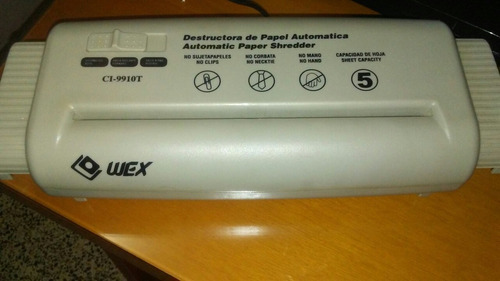 Destructora de Papel Automatica
Automatic Paper Shredder
NO SUJETAPAPELES
NO CLIPS
NO CORBATA
NO NECKTIE
NO MANO
NO HAND
CAPACIDAD DE HOJA:
SHEET CAPACITY
5
CI-9910T
WEX